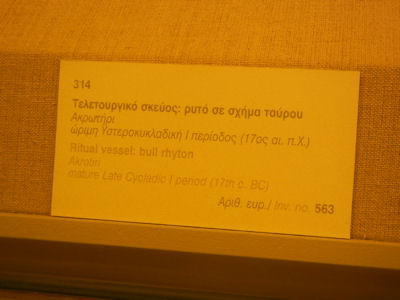 314
Τελετουργικό σκεύος: ρυτό σε σχήμα ταύρου
Ακρωτήρι
ώριμη Υστεροκυκλαδική Ι περίοδος (17ος αι. π.Χ.)
Ritual vessel: bull rhyton
Akrotiri
mature Late Cycladic I period (17th c. BC)
Αριθ. ευρ./ Inv. no. 563